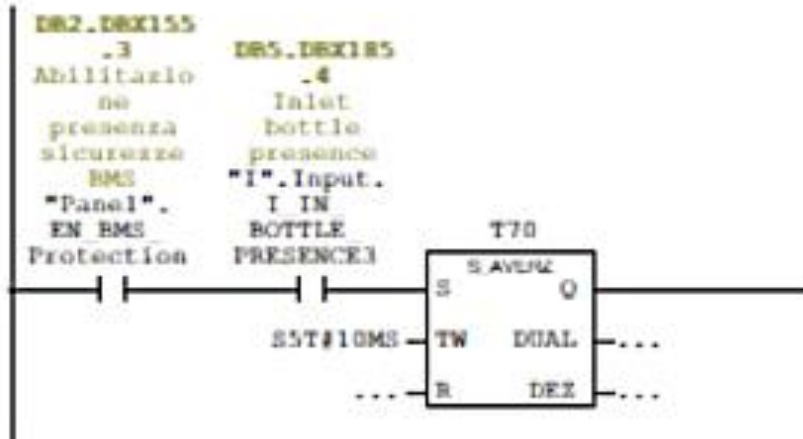 DB2.DBX155
.3
Abilitazio
ne
presenza
sicurezze
BMS
"Panel".
EN_BMS_
Protection
DB5.DBX185
.4
Inlet
bottle
presence
"I".Input.
I_IN_
BOTTLE_
PRESENCE3
T70
S_AVERZ
S Q
S5T#10MS TW DUAL ...
... R DEZ ...